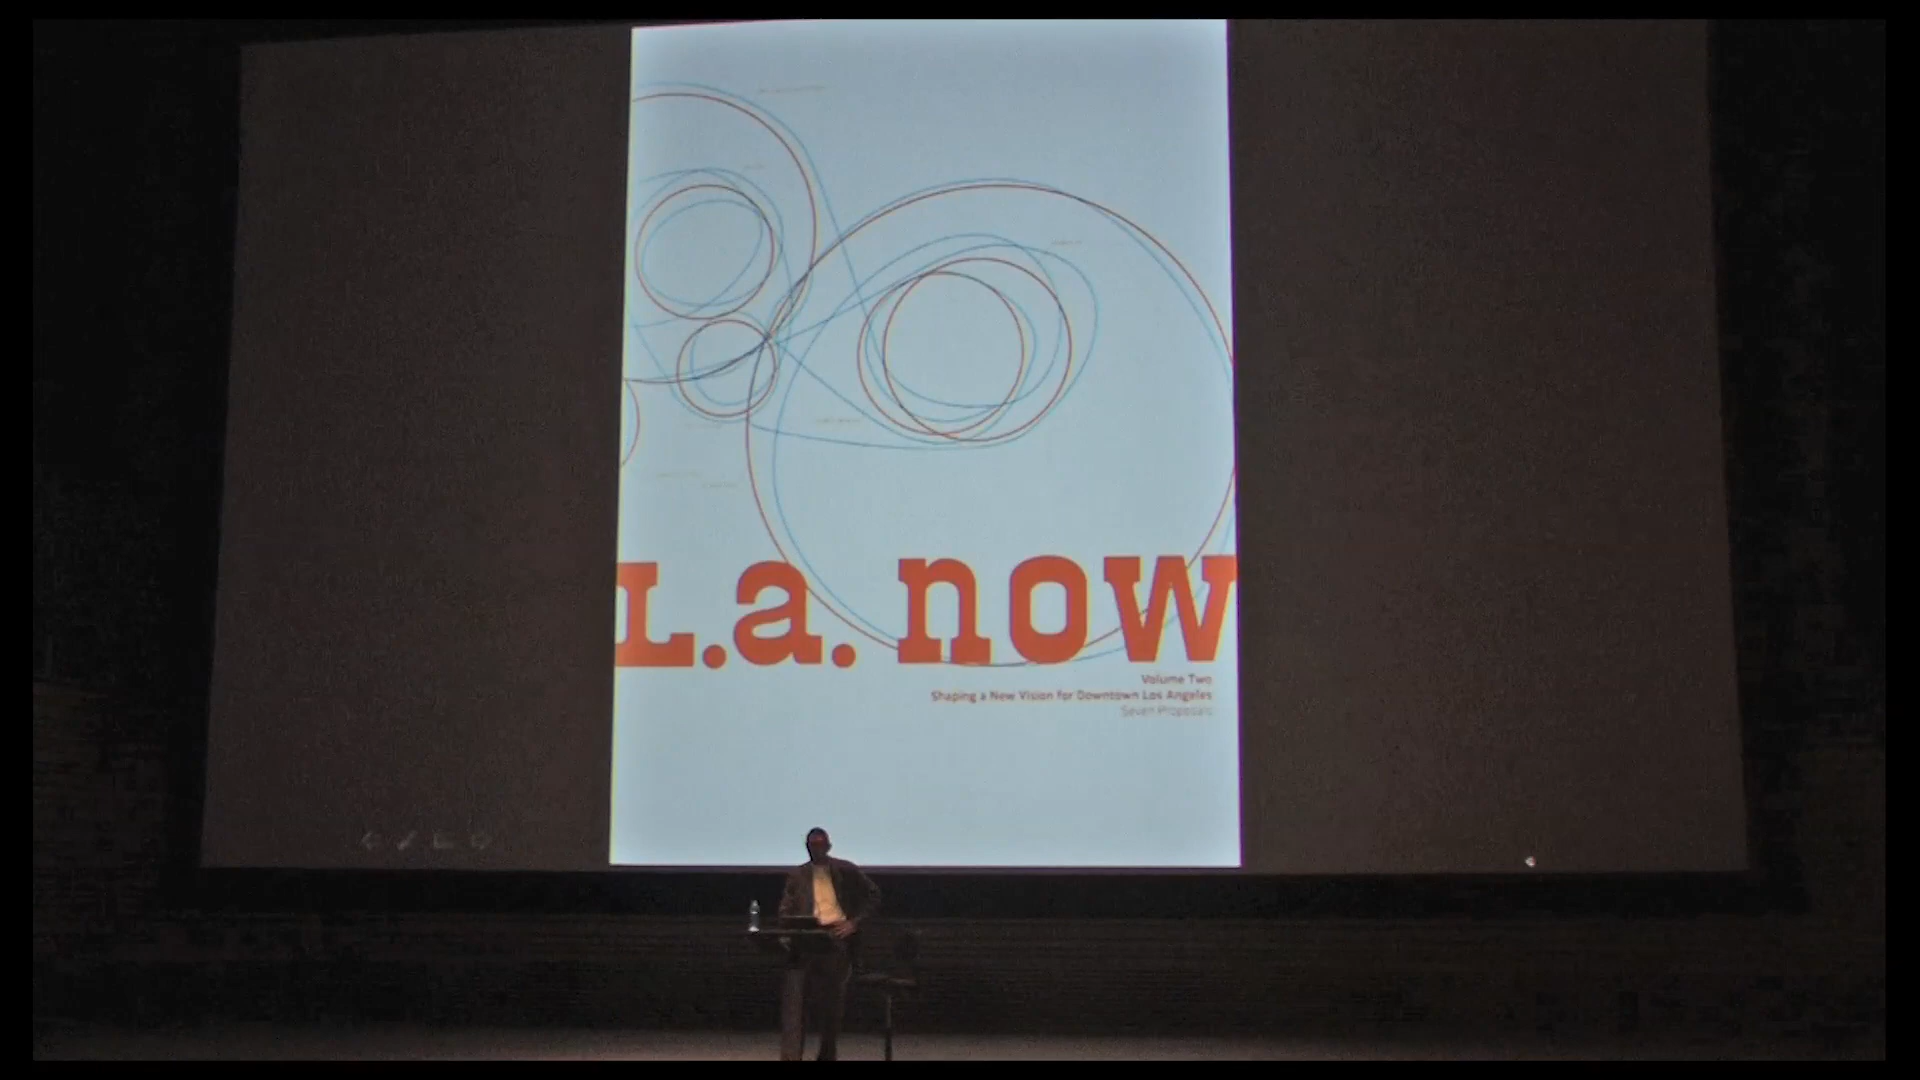 L.a. now
Volume Two
Shaping a New Vision for Downtown Los Angeles
Seven Proposals